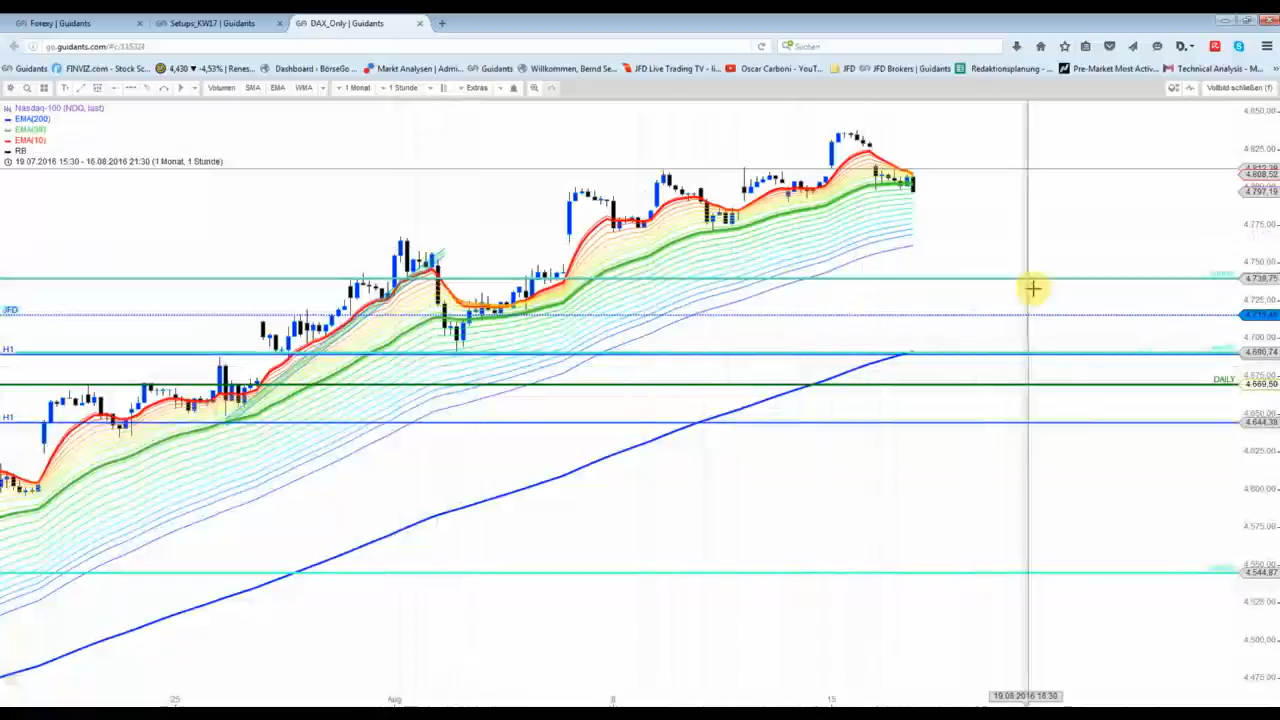 Forexy | Guidants
Setups_KW17 | Guidants
DAX_Only | Guidants
go.guidants.com/#c/
Suchen
Guidants
FINVIZ.com - Stock Sc...
4,430 ▼ -4,53% | Renes...
Dashboard ‹ BörseGo...
Markt Analysen | Admi...
Guidants
Willkommen, Bernd Se...
JFD Live Trading TV - li...
Oscar Carboni - YouT...
JFD
JFD Brokers | Guidants
Redaktionsplanung - ...
Pre-Market Most Activ...
Technical Analysis - M...
Volumen
SMA
EMA
WMA
1 Monat
1 Stunde
Extras
Vollbild schließen (f)
Nasdaq-100 (NDQ, last)
EMA(200)
EMA(10)
RB
19.07.2016 15:30 - 16.08.2016 21:30 (1 Monat, 1 Stunde)
4.850,00
4.825,00
4.808,52
4.797,19
4.775,00
4.750,00
4.738,75
4.725,00
JFD
4.700,00
H1
4.690,74
DAILY
4.669,50
H1
4.644,38
4.625,00
4.600,00
4.575,00
4.544,87
4.525,00
4.500,00
4.475,00
25
Aug
8
15
19.08.2016 16:30